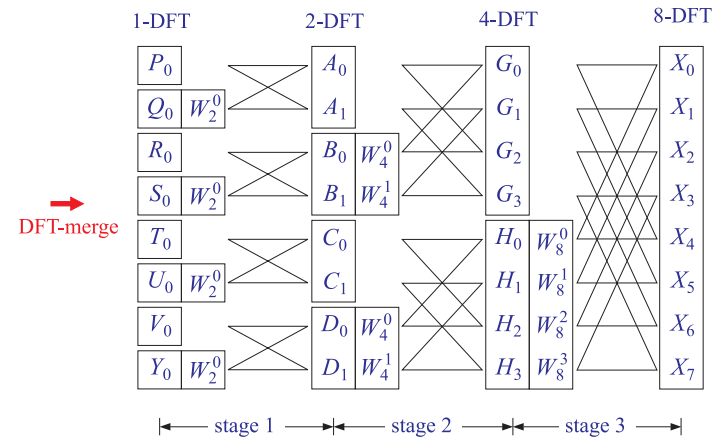 1-DFT 2-DFT 4-DFT 8-DFT
P₀ A₀ G₀ X₀
Q₀ W₂⁰ A₁ G₁ X₁
R₀ B₀ W₄⁰ G₂ X₂
S₀ W₂⁰ B₁ W₄¹ G₃ X₃
DFT-merge
T₀ C₀ H₀ W₈⁰ X₄
U₀ W₂⁰ C₁ H₁ W₈¹ X₅
V₀ D₀ W₄⁰ H₂ W₈² X₆
Y₀ W₂⁰ D₁ W₄¹ H₃ W₈³ X₇
stage 1 stage 2 stage 3